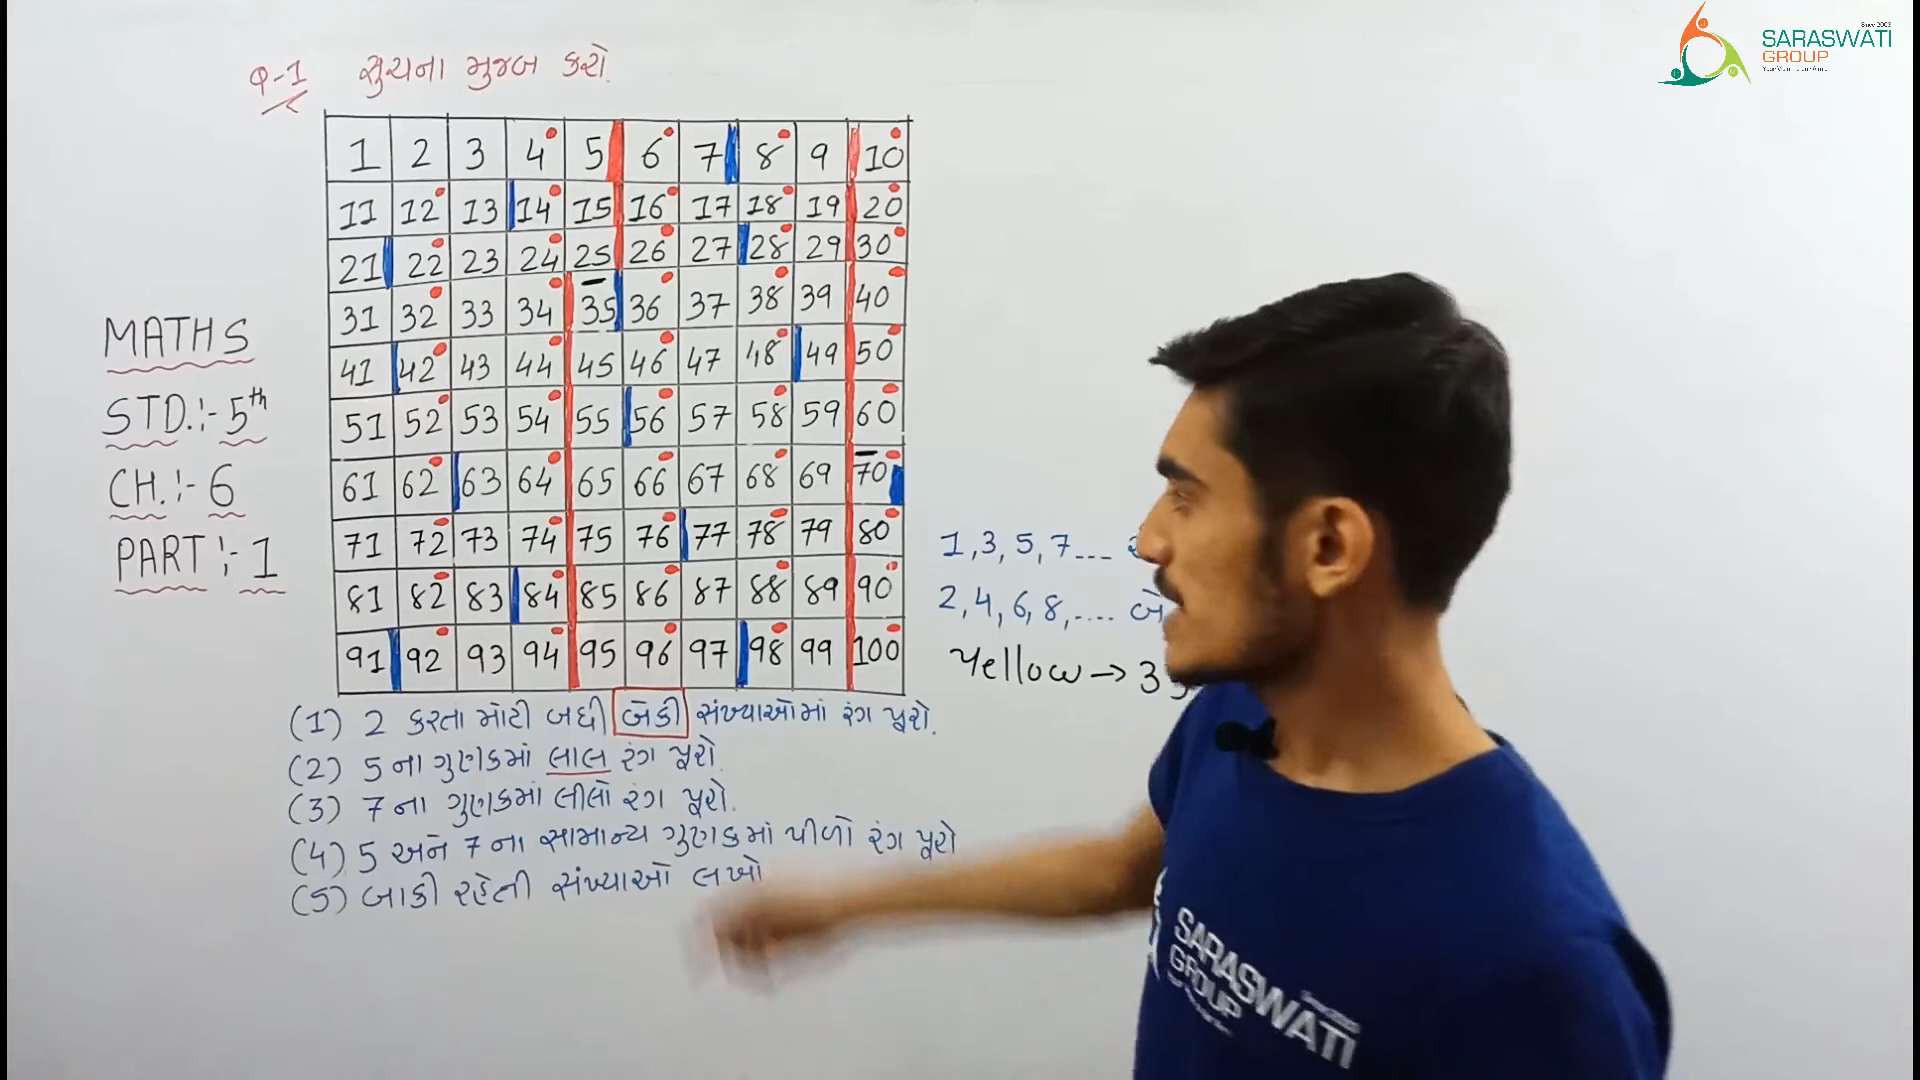 Since 2002
SARASWATI
GROUP
Q-1 સુચના મુજબ કરો.
1 2 3 4 5 6 7 8 9 10
11 12 13 14 15 16 17 18 19 20
21 22 23 24 25 26 27 28 29 30
31 32 33 34 35 36 37 38 39 40
41 42 43 44 45 46 47 48 49 50
51 52 53 54 55 56 57 58 59 60
61 62 63 64 65 66 67 68 69 70
71 72 73 74 75 76 77 78 79 80
81 82 83 84 85 86 87 88 89 90
91 92 93 94 95 96 97 98 99 100
MATHS
STD.:- 5th
CH.:- 6
PART:- 1
1,3,5,7---
2,4,6,8,----
Yellow → 35
(1) 2 કરતા મોટી બધી બેકી સંખ્યાઓમાં રંગ પૂરો.
(2) 5 ના ગુણકમાં લાલ રંગ પૂરો.
(3) 7 ના ગુણકમાં લીલો રંગ પૂરો.
(4) 5 અને 7 ના સામાન્ય ગુણકમાં પીળો રંગ પૂરો
(5) બાકી રહેતી સંખ્યાઓ લખો
SARASWATI
GROUP